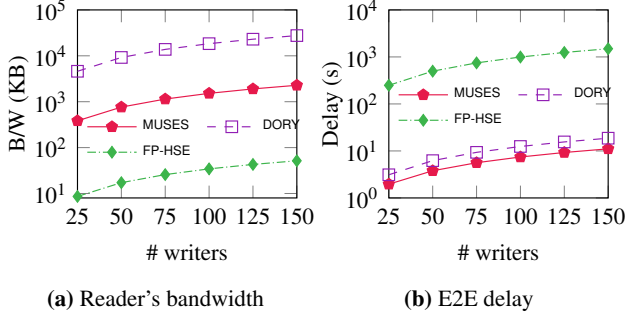 10^5
10^4
10^3
10^2
10^1
B/W (KB)
MUSES
DORY
FP-HSE
25 50 75 100 125 150
# writers
(a) Reader's bandwidth
10^4
10^3
10^2
10^1
10^0
Delay (s)
MUSES
DORY
FP-HSE
25 50 75 100 125 150
# writers
(b) E2E delay